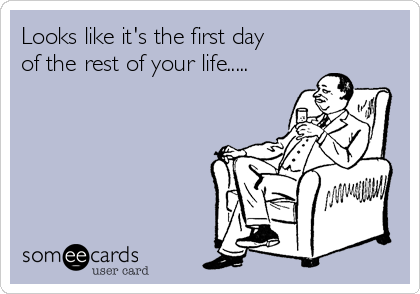 Looks like it's the first day
of the rest of your life.....
someecards
user card